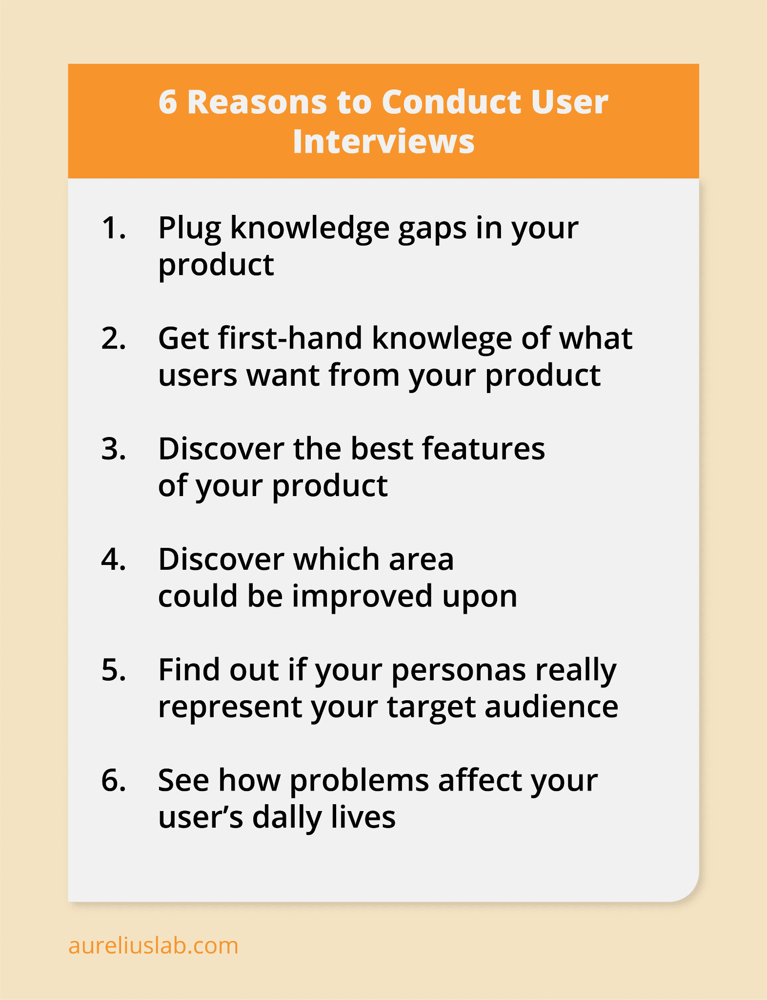 6 Reasons to Conduct User
Interviews
1. Plug knowledge gaps in your
product
2. Get first-hand knowlege of what
users want from your product
3. Discover the best features
of your product
4. Discover which area
could be improved upon
5. Find out if your personas really
represent your target audience
6. See how problems affect your
user’s dally lives
aureliuslab.com